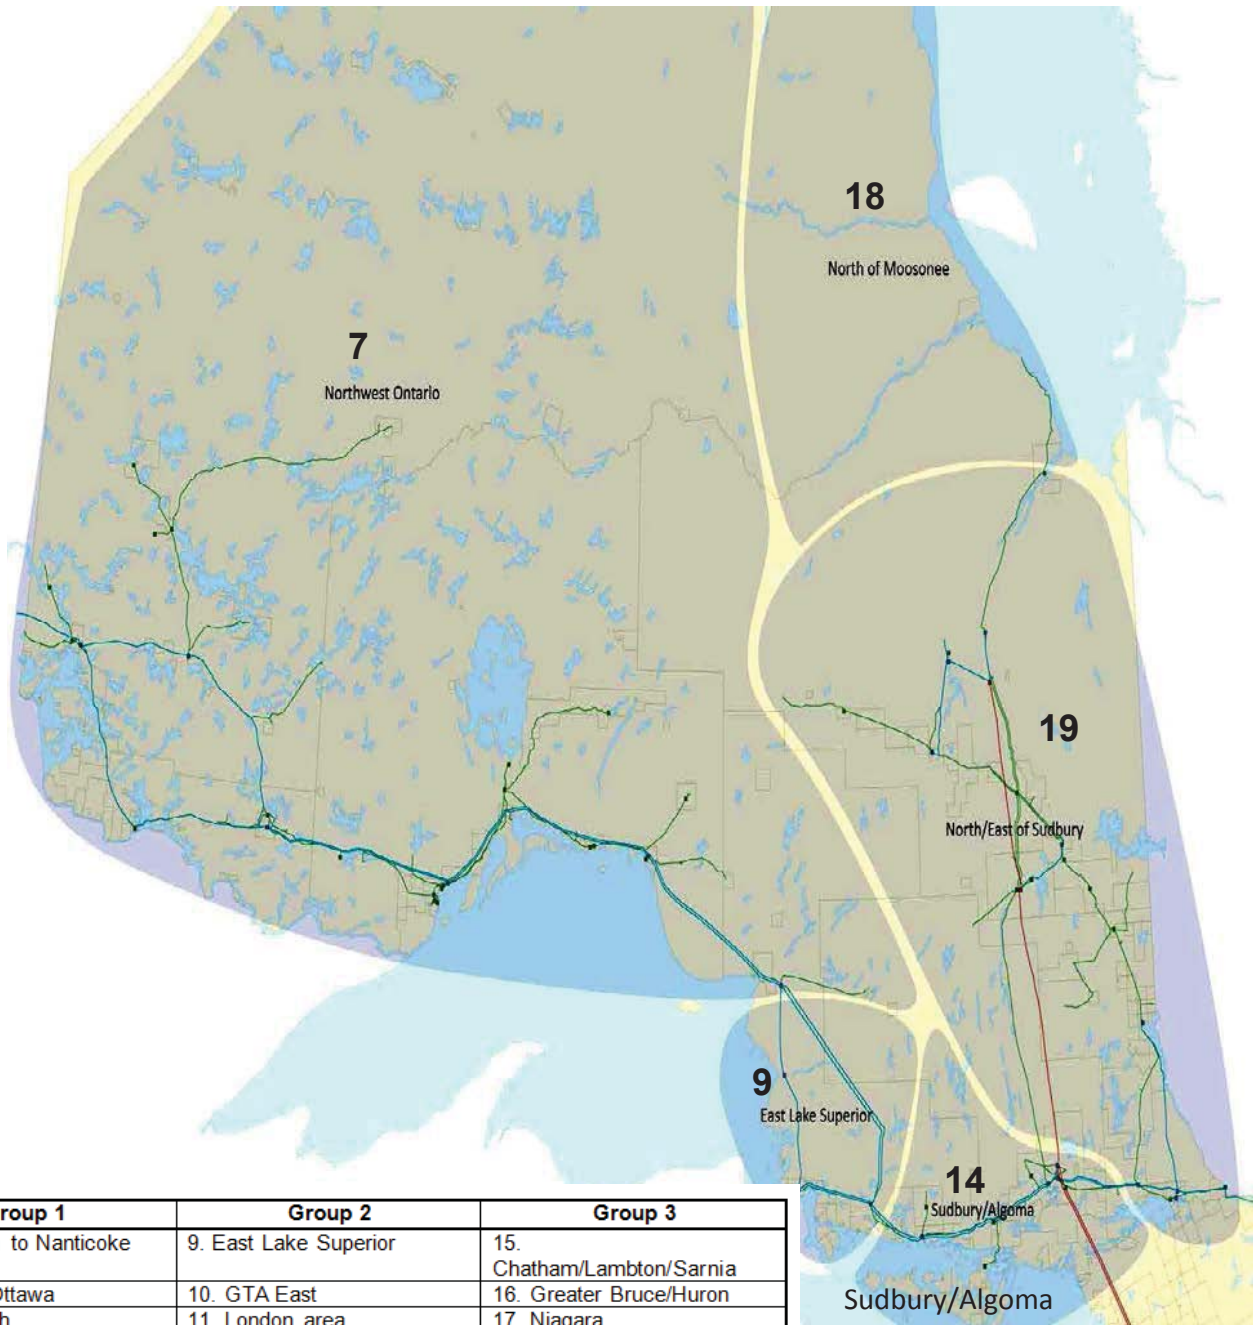 18
North of Moosonee
7
Northwest Ontario
19
North/East of Sudbury
9
East Lake Superior
14
Sudbury/Algoma
Group 2 Group 3
to Nanticoke 9. East Lake Superior 15.
Chatham/Lambton/Sarnia
10. GTA East 16. Greater Bruce/Huron
11. London area 17. Niagara
Sudbury/Algoma